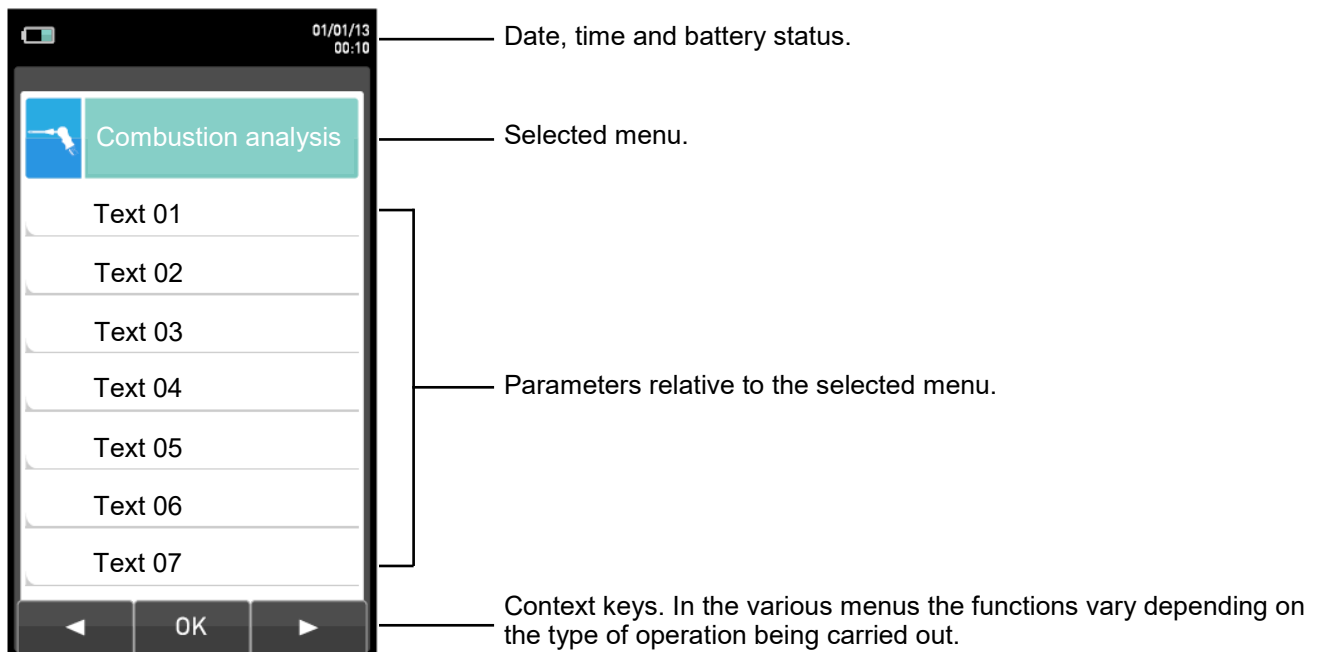 01/01/13
00:10
Date, time and battery status.
Combustion analysis
Selected menu.
Text 01
Text 02
Text 03
Text 04
Parameters relative to the selected menu.
Text 05
Text 06
Text 07
OK
Context keys. In the various menus the functions vary depending on
the type of operation being carried out.